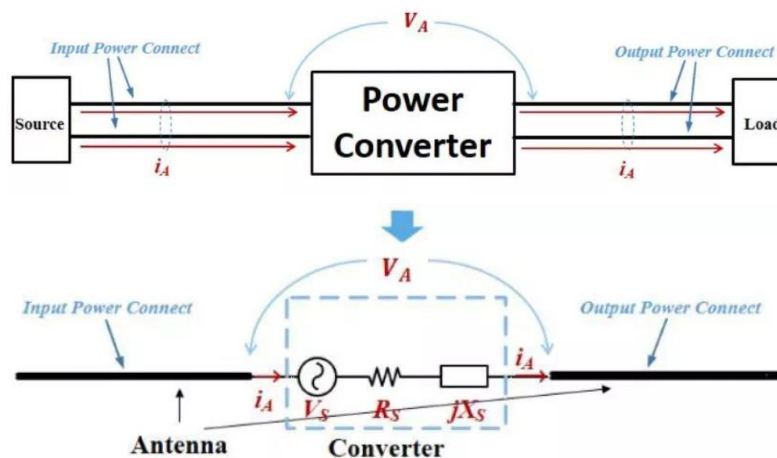 V_A
Input Power Connect
Output Power Connect
Source
Power
Converter
Load
i_A
i_A
V_A
Input Power Connect
Output Power Connect
i_A
i_A
V_S
R_S
jX_S
Antenna
Converter